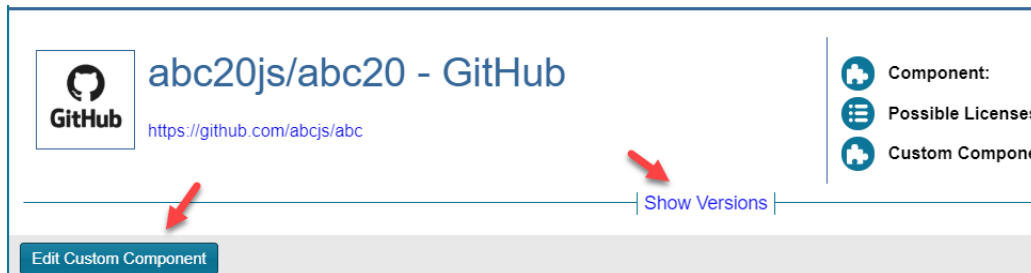 GitHub
abc20js/abc20 - GitHub
https://github.com/abcjs/abc
Component:
Possible Licenses
Custom Compone
Show Versions
Edit Custom Component